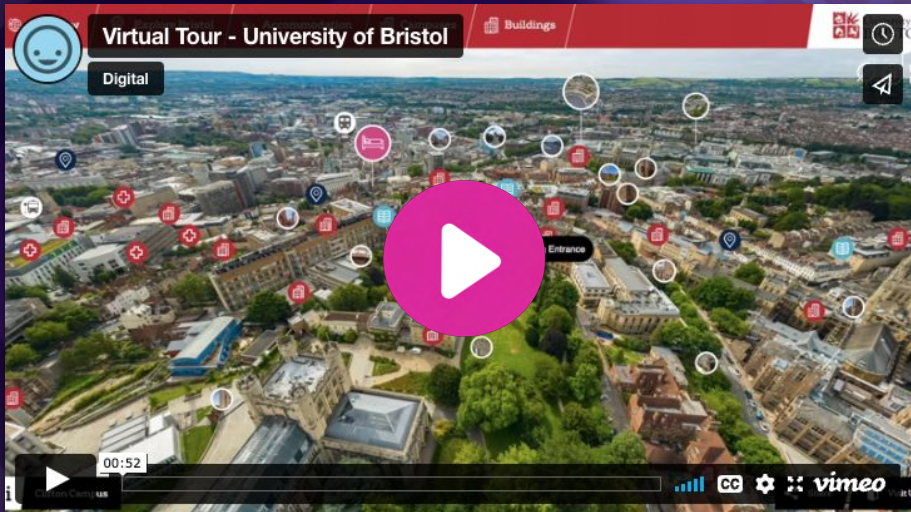 Buildings
Virtual Tour - University of Bristol
Digital
Entrance
00:52
CC
vimeo